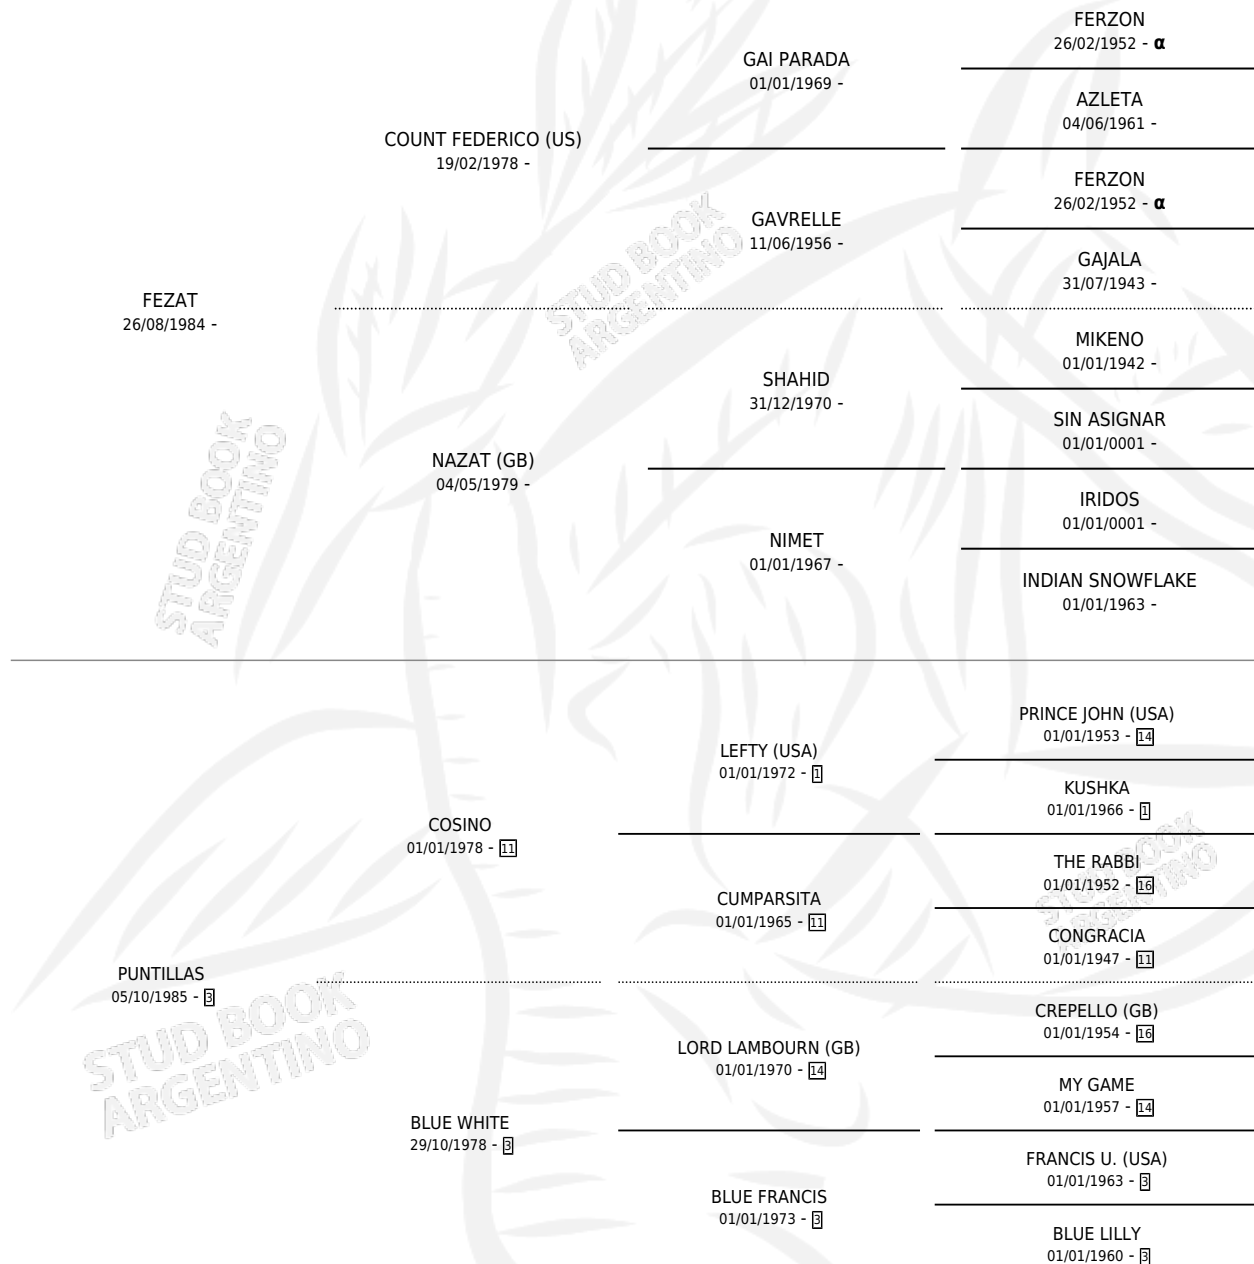 FERZON
26/02/1952 - α
GAI PARADA
01/01/1969 -
AZLETA
04/06/1961 -
COUNT FEDERICO (US)
19/02/1978 -
FERZON
26/02/1952 - α
GAVRELLE
11/06/1956 -
GAJALA
31/07/1943 -
FEZAT
26/08/1984 -
MIKENO
01/01/1942 -
SHAHID
31/12/1970 -
SIN ASIGNAR
01/01/0001 -
NAZAT (GB)
04/05/1979 -
IRIDOS
01/01/0001 -
NIMET
01/01/1967 -
INDIAN SNOWFLAKE
01/01/1963 -
STUD BOOK
ARGENTINO
STUD BOOK
ARGENTINO
PRINCE JOHN (USA)
01/01/1953 - 14
LEFTY (USA)
01/01/1972 - 1
KUSHKA
01/01/1966 - 1
COSINO
01/01/1978 - 11
THE RABBI
01/01/1952 - 16
CUMPARSITA
01/01/1965 - 11
CONGRACIA
01/01/1947 - 11
PUNTILLAS
05/10/1985 - 3
CREPELLO (GB)
01/01/1954 - 16
LORD LAMBOURN (GB)
01/01/1970 - 14
MY GAME
01/01/1957 - 14
BLUE WHITE
29/10/1978 - 3
FRANCIS U. (USA)
01/01/1963 - 3
BLUE FRANCIS
01/01/1973 - 3
BLUE LILLY
01/01/1960 - 3
STUD BOOK
ARGENTINO
STUD BOOK
ARGENTINO